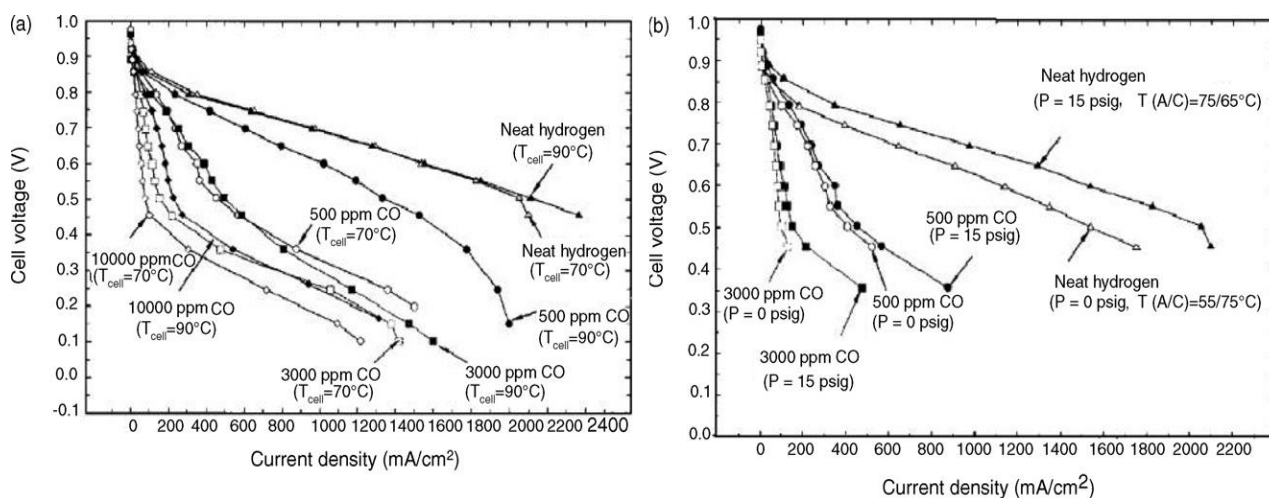 (a)
1.0
0.9
0.8
0.7
0.6
0.5
0.4
0.3
0.2
0.1
0.0
-0.1
Cell voltage (V)
Neat hydrogen
(Tcell=90°C)
500 ppm CO
(Tcell=70°C)
Neat hydrogen
(Tcell=70°C)
10000 ppm CO
(Tcell=70°C)
10000 ppm CO
(Tcell=90°C)
500 ppm CO
(Tcell=90°C)
3000 ppm CO
(Tcell=70°C)
3000 ppm CO
(Tcell=90°C)
0 200 400 600 800 1000 1200 1400 1600 1800 2000 2200 2400
Current density (mA/cm²)
(b)
1.0
0.9
0.8
0.7
0.6
0.5
0.4
0.3
0.2
0.1
0.0
Cell voltage (V)
Neat hydrogen
(P = 15 psig, T (A/C)=75/65°C)
500 ppm CO
(P = 15 psig)
Neat hydrogen
(P = 0 psig, T (A/C)=55/75°C)
3000 ppm CO
(P = 0 psig)
500 ppm CO
(P = 0 psig)
3000 ppm CO
(P = 15 psig)
0 200 400 600 800 1000 1200 1400 1600 1800 2000 2200
Current density (mA/cm²)